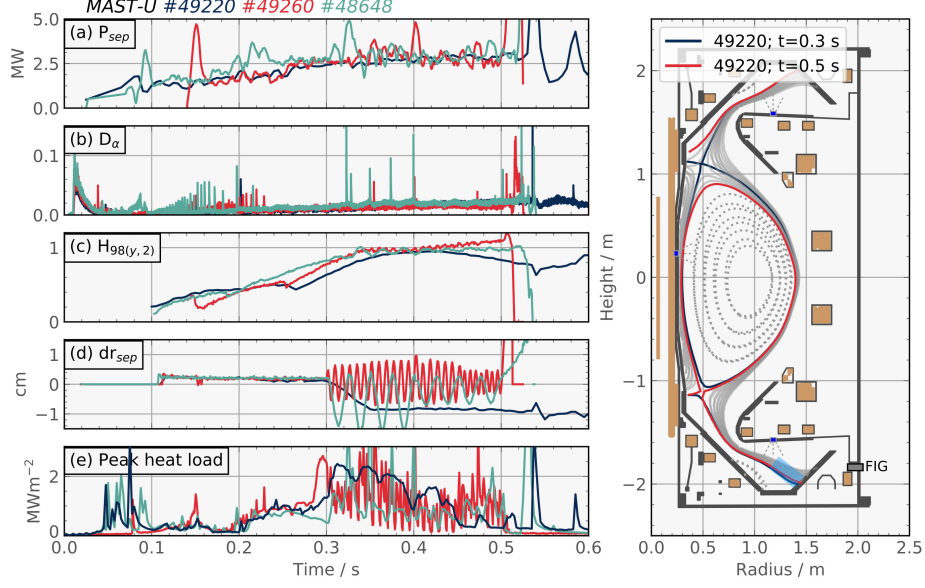 MAST-U #49220 #49260 #48648
(a) P_sep
MW
5.0
2.5
0.0
(b) D_α
0.1
0.0
(c) H_98(y, 2)
1
0
(d) dr_sep
cm
1
0
−1
(e) Peak heat load
MWm⁻²
2
0
0.0 0.1 0.2 0.3 0.4 0.5 0.6
Time / s
49220; t=0.3 s
49220; t=0.5 s
Height / m
2
1
0
−1
−2
FIG
0.0 0.5 1.0 1.5 2.0 2.5
Radius / m